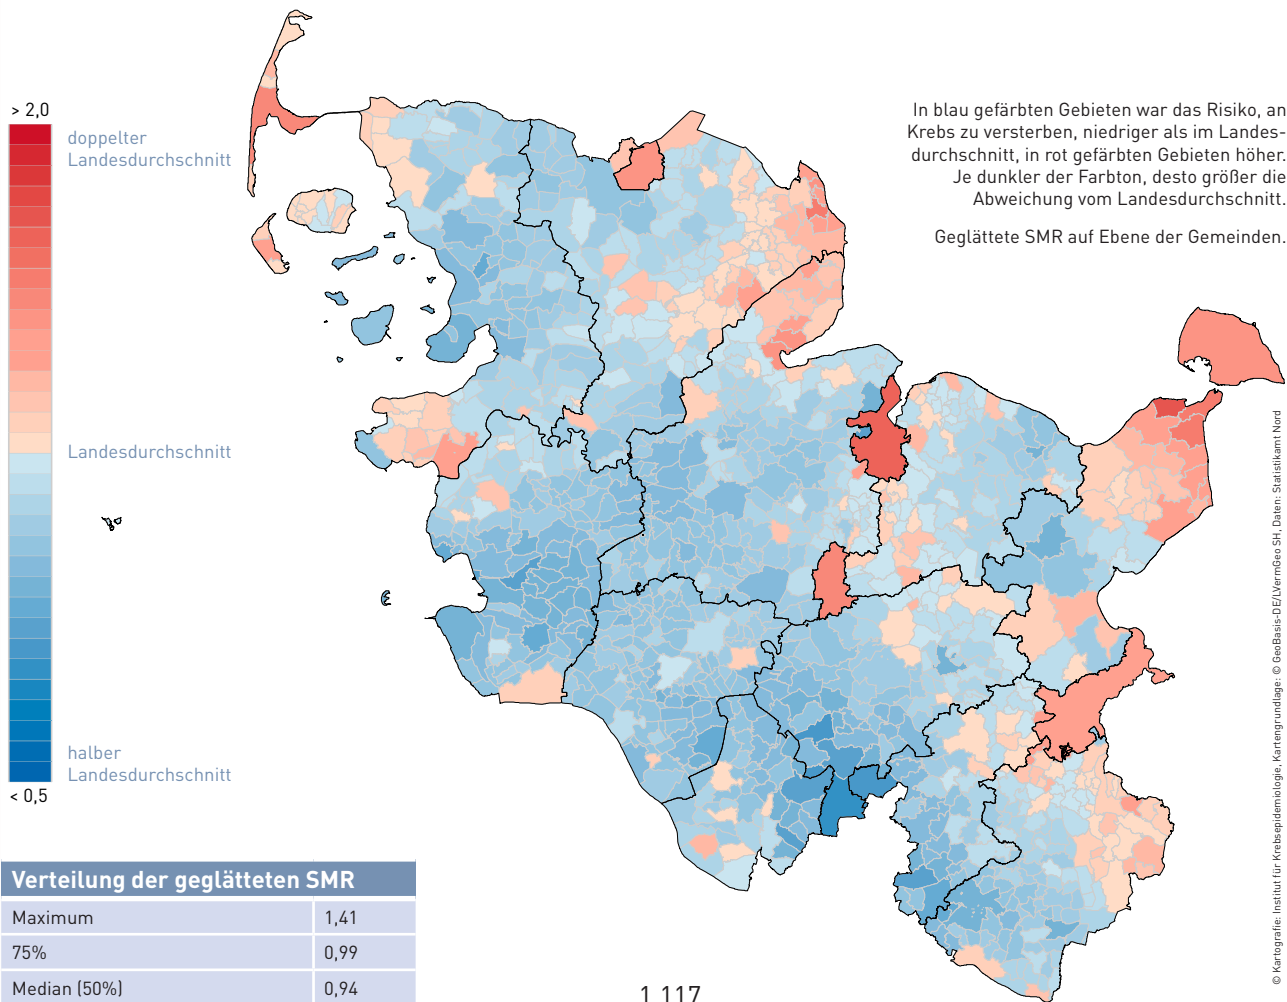 > 2,0
doppelter
Landesdurchschnitt
Landesdurchschnitt
halber
Landesdurchschnitt
< 0,5
In blau gefärbten Gebieten war das Risiko, an
Krebs zu versterben, niedriger als im Landes-
durchschnitt, in rot gefärbten Gebieten höher.
Je dunkler der Farbton, desto größer die
Abweichung vom Landesdurchschnitt.
Geglättete SMR auf Ebene der Gemeinden.
© Kartografie: Institut für Krebsepidemiologie, Kartengrundlage: © GeoBasis-DE/LVermGeo SH, Daten: Statistikamt Nord
Verteilung der geglätteten SMR
Maximum 1,41
75% 0,99
Median (50%) 0,94
1 117